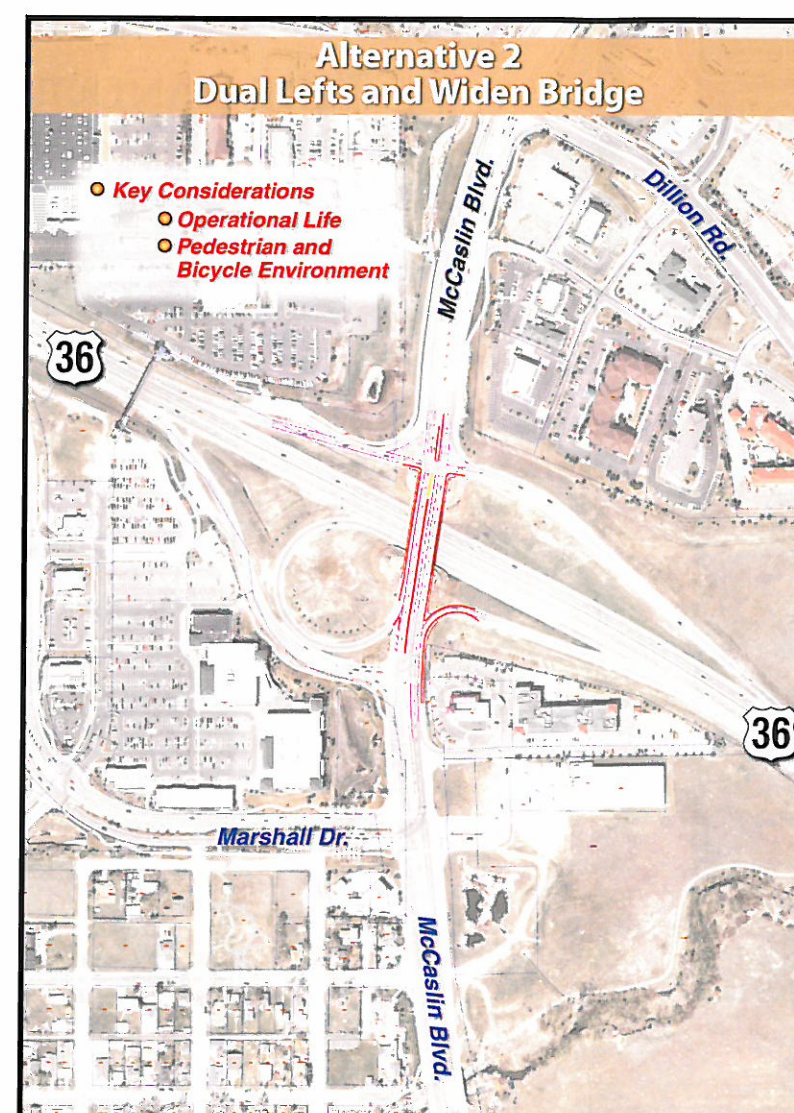 Alternative 2
Dual Lefts and Widen Bridge
Key Considerations
Operational Life
Pedestrian and
Bicycle Environment
McCaslin Blvd.
Dillion Rd.
36
36
Marshall Dr.
McCaslin Blvd.